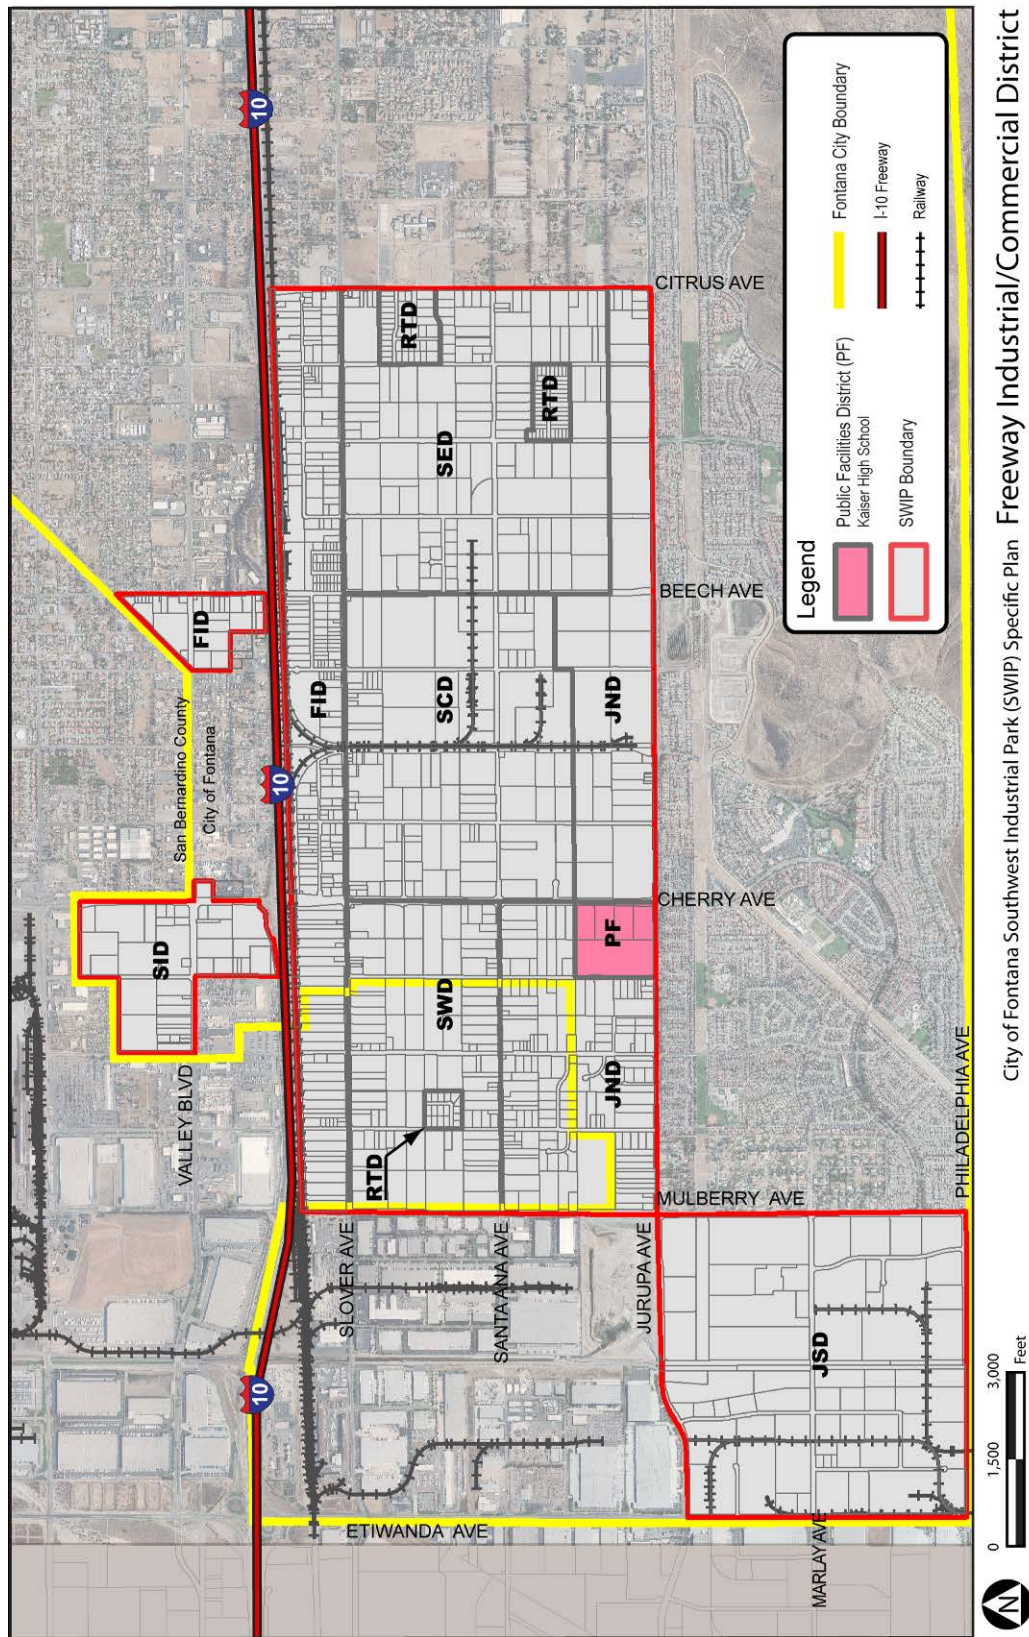 City of Fontana Southwest Industrial Park (SWIP) Specific Plan Freeway Industrial/Commercial District
San Bernardino County
City of Fontana
VALLEY BLVD
10
10
10
SID
FID
FID
RTD
SLOVER AVE
RTD
SWD
SCD
SED
SANTA ANA AVE
RTD
JND
PF
JND
ETIWANDA AVE
JURUPA AVE
MULBERRY AVE
CHERRY AVE
BEECH AVE
CITRUS AVE
JSD
MARLAY AVE
PHILADELPHIA AVE
Legend
Public Facilities District (PF)
Kaiser High School
SWIP Boundary
Fontana City Boundary
I-10 Freeway
Railway
N
0 1,500 3,000
Feet